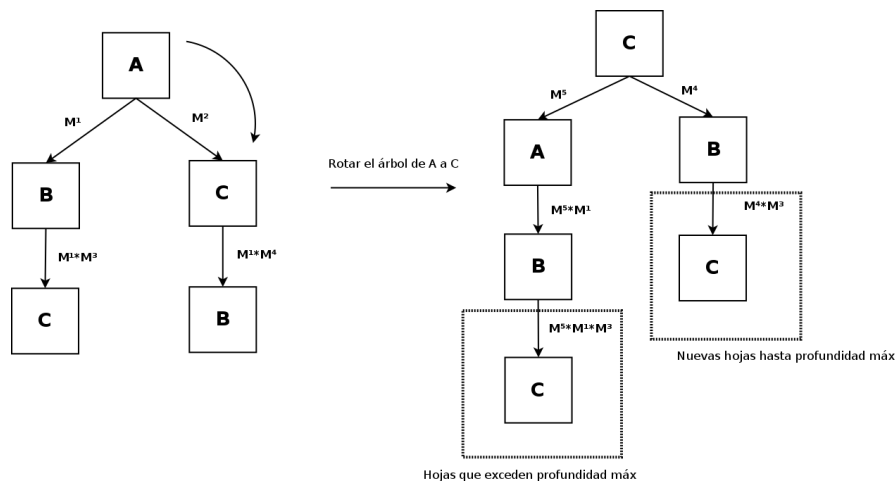 A
M¹
M²
B
C
M¹*M³
M¹*M⁴
C
B
Rotar el árbol de A a C
C
M⁵
M⁴
A
B
M⁵*M¹
M⁴*M³
B
C
M⁵*M¹*M³
C
Nuevas hojas hasta profundidad máx
Hojas que exceden profundidad máx